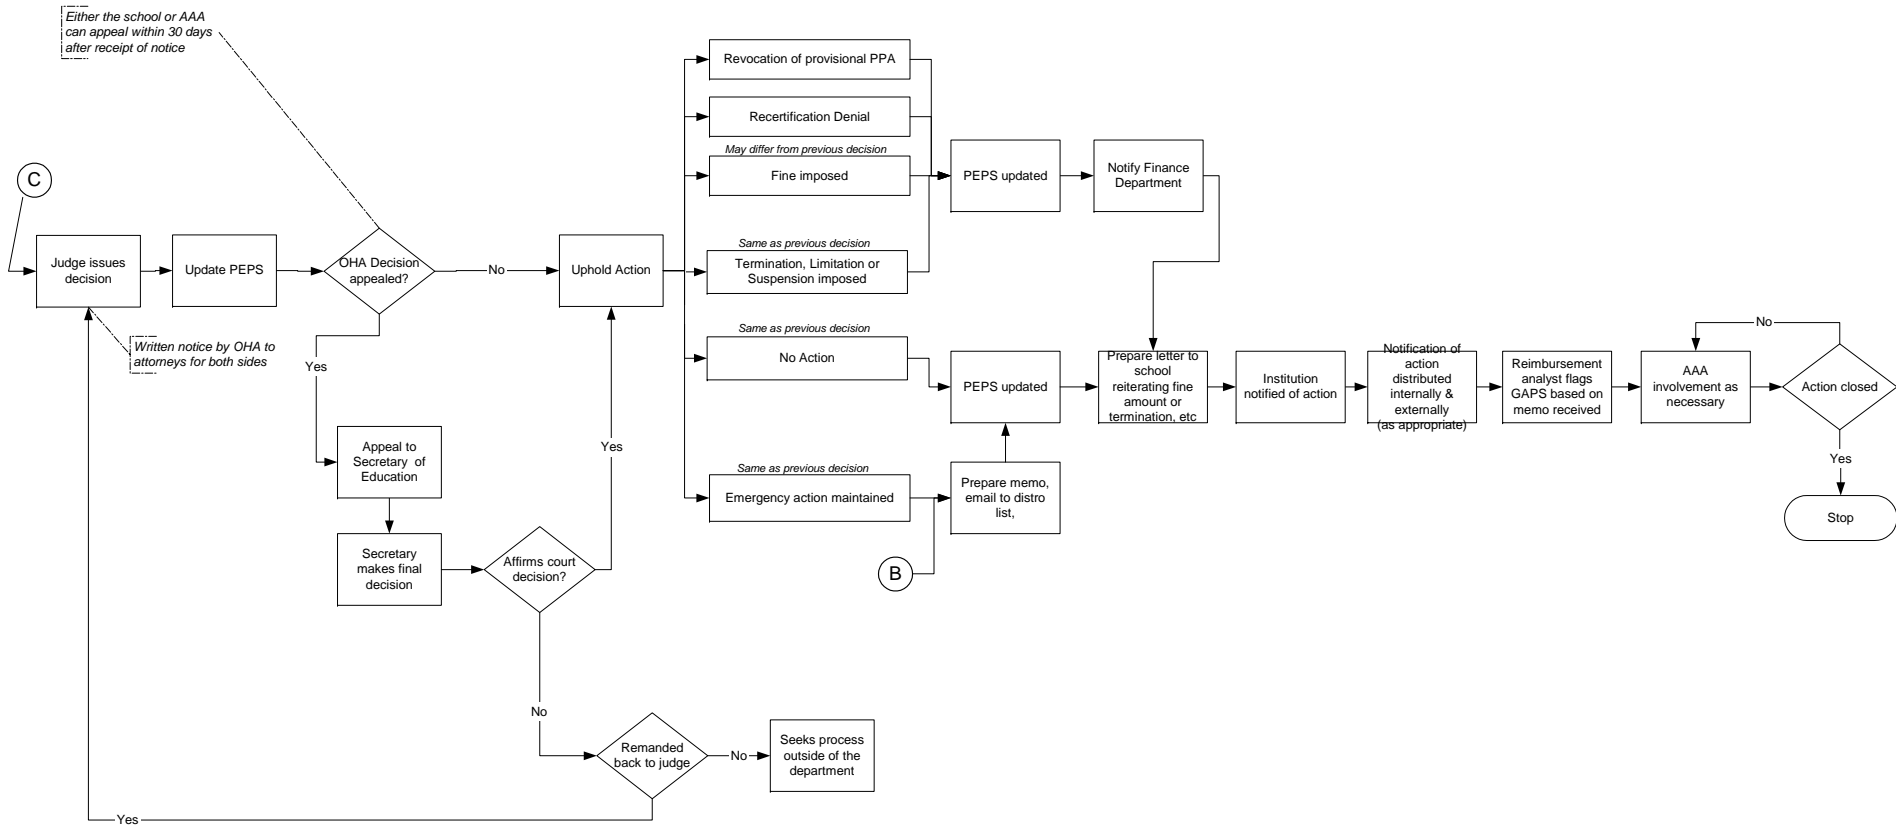 Either the school or AAA
can appeal within 30 days
after receipt of notice
C
Judge issues
decision
Update PEPS
OHA Decision
appealed?
No
Uphold Action
Written notice by OHA to
attorneys for both sides
Yes
Appeal to
Secretary of
Education
Secretary
makes final
decision
Affirms court
decision?
Yes
No
Remanded
back to judge
No
Seeks process
outside of the
department
Yes
Revocation of provisional PPA
Recertification Denial
May differ from previous decision
Fine imposed
Same as previous decision
Termination, Limitation or
Suspension imposed
Same as previous decision
No Action
Same as previous decision
Emergency action maintained
B
PEPS updated
Notify Finance
Department
PEPS updated
Prepare memo,
email to distro
list,
Prepare letter to
school
reiterating fine
amount or
termination, etc
Institution
notified of action
Notification of
action
distributed
internally &
externally
(as appropriate)
Reimbursement
analyst flags
GAPS based on
memo received
AAA
involvement as
necessary
No
Action closed
Yes
Stop